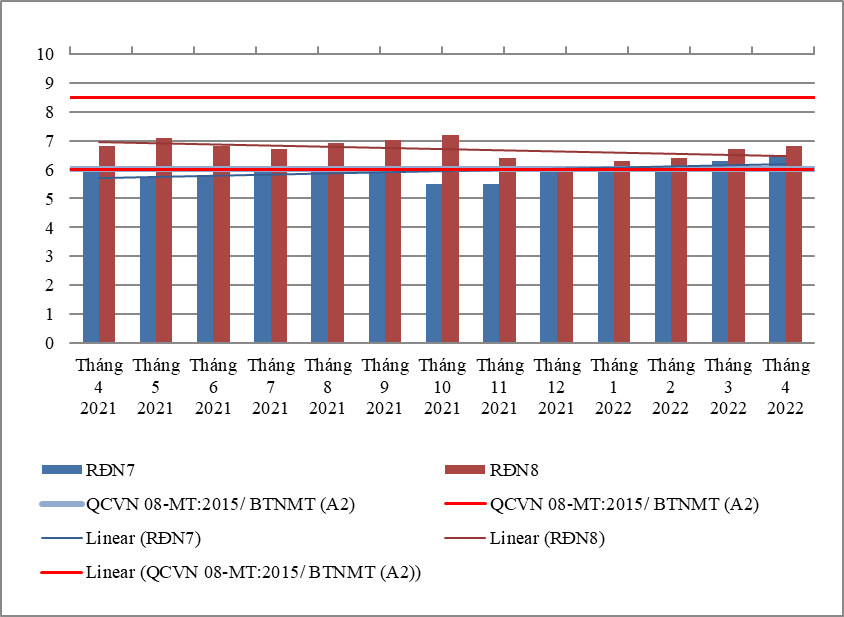 10
9
8
7
6
5
4
3
2
1
0
Tháng 4 2021
Tháng 5 2021
Tháng 6 2021
Tháng 7 2021
Tháng 8 2021
Tháng 9 2021
Tháng 10 2021
Tháng 11 2021
Tháng 12 2021
Tháng 1 2022
Tháng 2 2022
Tháng 3 2022
Tháng 4 2022
RĐN7
RĐN8
QCVN 08-MT:2015/ BTNMT (A2)
QCVN 08-MT:2015/ BTNMT (A2)
Linear (RĐN7)
Linear (RĐN8)
Linear (QCVN 08-MT:2015/ BTNMT (A2))